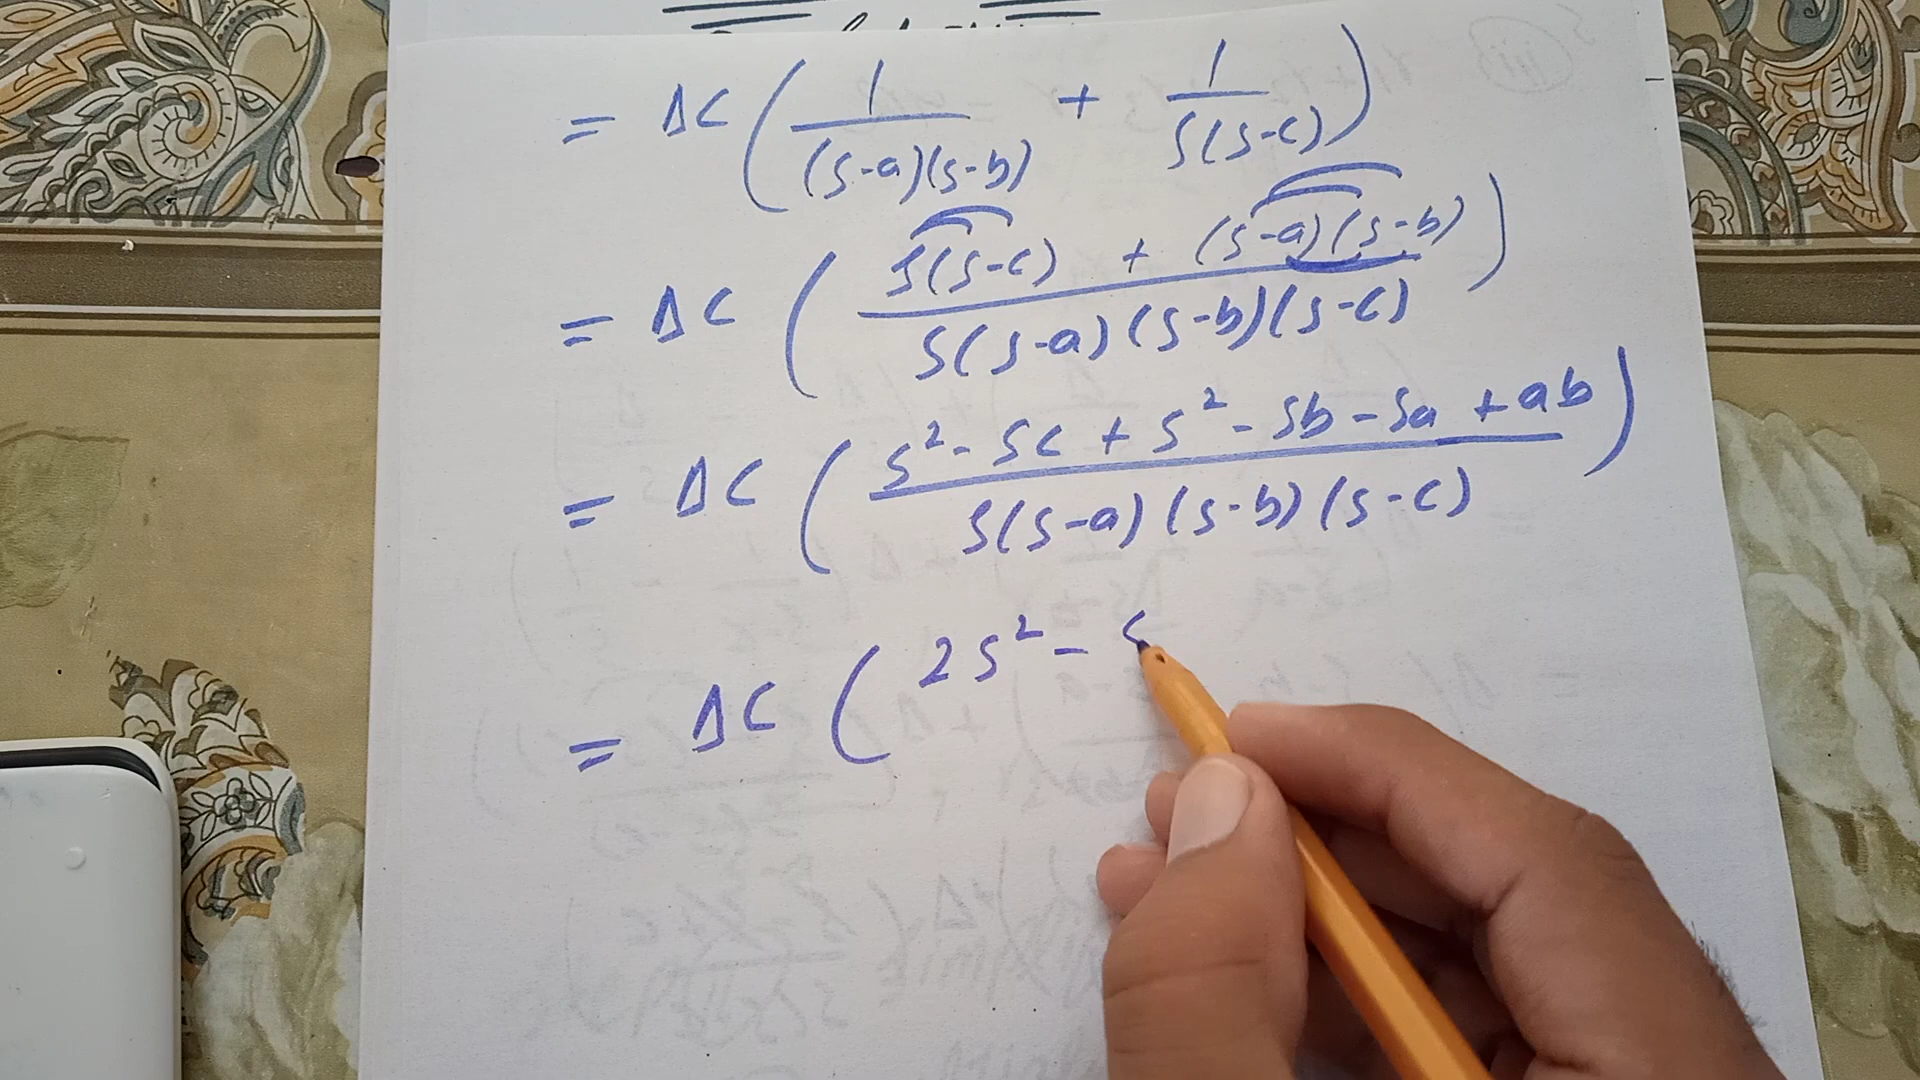 = ΔC ( 1/((s-a)(s-b)) + 1/(s(s-c)) )
= ΔC ( (s(s-c) + (s-a)(s-b))/(s(s-a)(s-b)(s-c)) )
= ΔC ( (s² - sc + s² - sb - sa + ab)/(s(s-a)(s-b)(s-c)) )
= ΔC ( 2s² - s